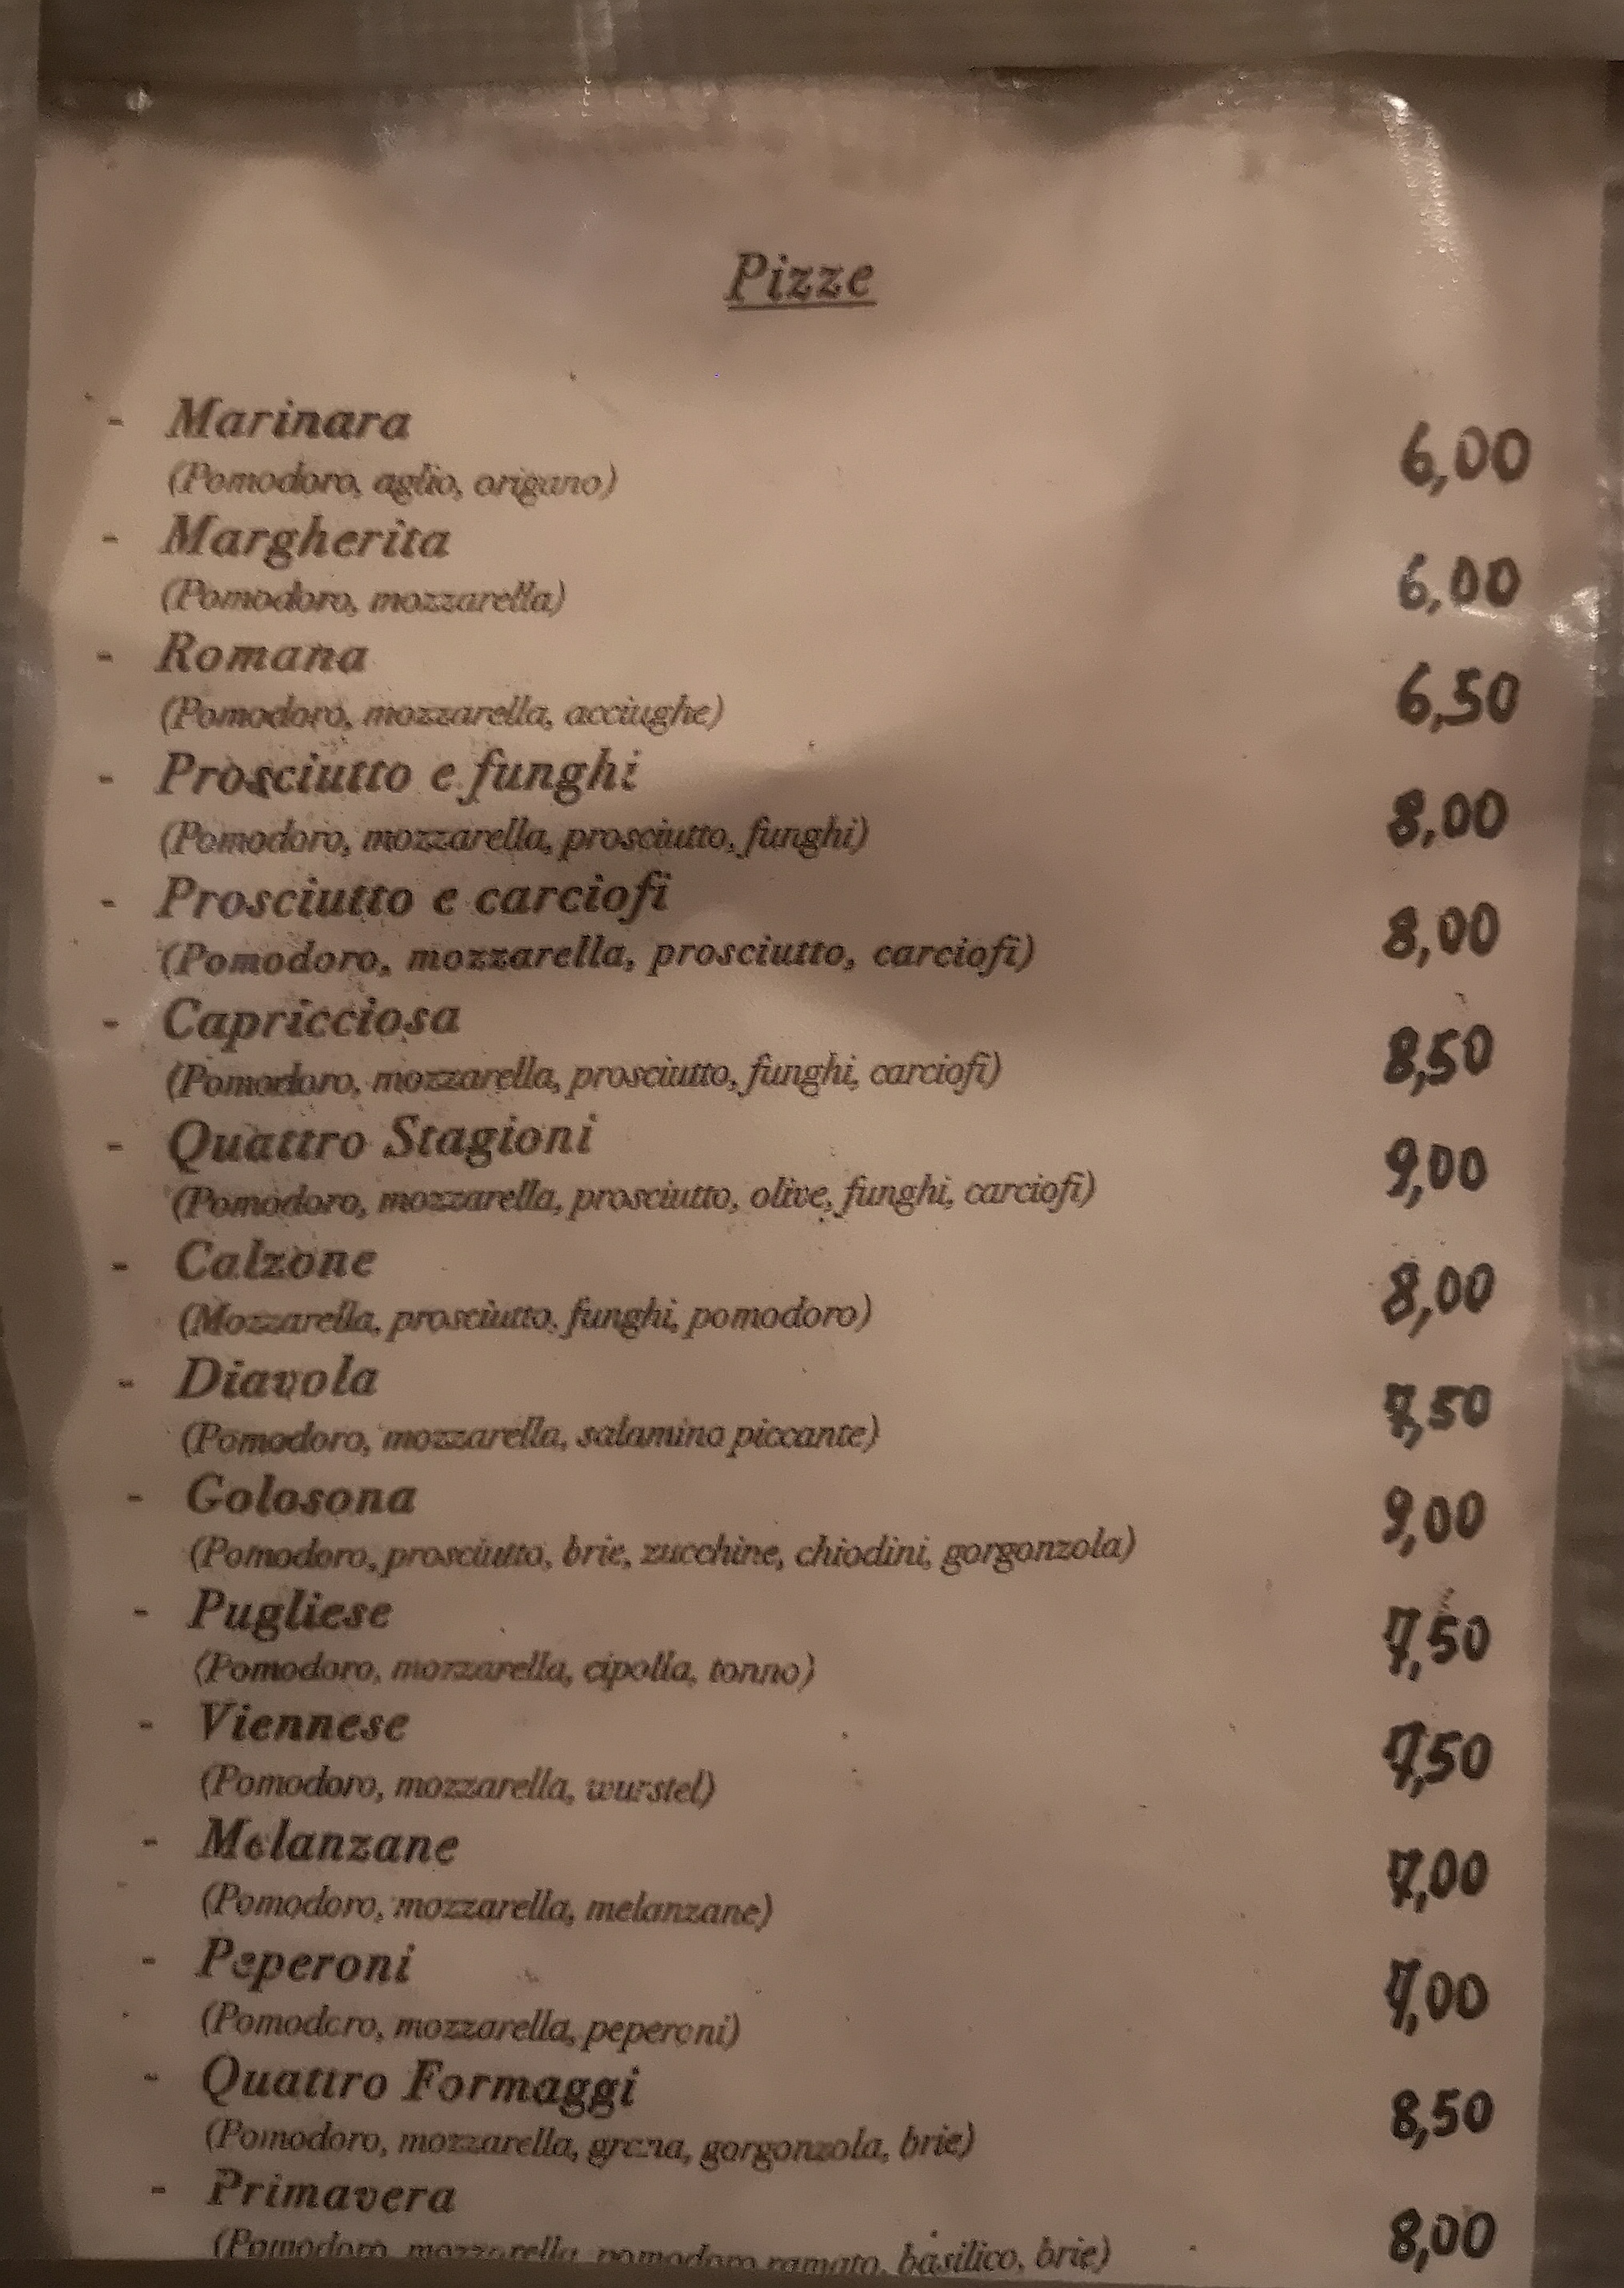 Pizze
- Marinara 6,00
(Pomodoro, aglio, origano)
- Margherita 6,00
(Pomodoro, mozzarella)
- Romana 6,50
(Pomodoro, mozzarella, acciughe)
- Prosciutto e funghi 8,00
(Pomodoro, mozzarella, prosciutto, funghi)
- Prosciutto e carciofi 8,00
(Pomodoro, mozzarella, prosciutto, carciofi)
- Capricciosa 8,50
(Pomodoro, mozzarella, prosciutto, funghi, carciofi)
- Quattro Stagioni 9,00
(Pomodoro, mozzarella, prosciutto, olive, funghi, carciofi)
- Calzone 8,00
(Mozzarella, prosciutto, funghi, pomodoro)
- Diavola 7,50
(Pomodoro, mozzarella, salamino piccante)
- Golosona 9,00
(Pomodoro, prosciutto, brie, zucchine, chiodini, gorgonzola)
- Pugliese 7,50
(Pomodoro, mozzarella, cipolla, tonno)
- Viennese 7,50
(Pomodoro, mozzarella, wurstel)
- Melanzane 7,00
(Pomodoro, mozzarella, melanzane)
- Peperoni 7,00
(Pomodoro, mozzarella, peperoni)
- Quattro Formaggi 8,50
(Pomodoro, mozzarella, grana, gorgonzola, brie)
- Primavera 8,00
(Pomodoro, mozzarella, pomodoro ramato, basilico, brie)